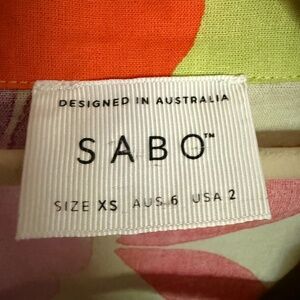 DESIGNED IN AUSTRALIA
SABO™
SIZE XS AUS 6 USA 2